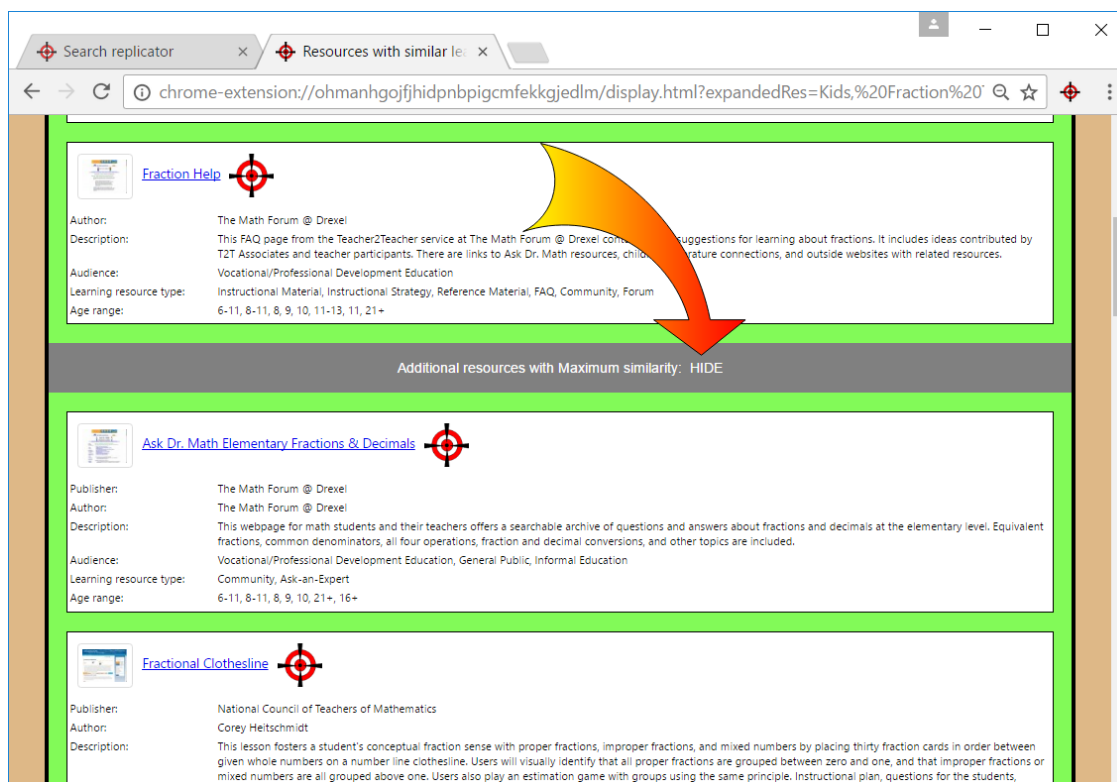 Search replicator
Resources with similar le
chrome-extension://ohmanhgojfjhidpnbpigcmfekkgjedlm/display.html?expandedRes=Kids,%20Fraction%20
Fraction Help
Author: The Math Forum @ Drexel
Description: This FAQ page from the Teacher2Teacher service at The Math Forum @ Drexel cont suggestions for learning about fractions. It includes ideas contributed by
T2T Associates and teacher participants. There are links to Ask Dr. Math resources, child rature connections, and outside websites with related resources.
Audience: Vocational/Professional Development Education
Learning resource type: Instructional Material, Instructional Strategy, Reference Material, FAQ, Community, Forum
Age range: 6-11, 8-11, 8, 9, 10, 11-13, 11, 21+
Additional resources with Maximum similarity: HIDE
Ask Dr. Math Elementary Fractions & Decimals
Publisher: The Math Forum @ Drexel
Author: The Math Forum @ Drexel
Description: This webpage for math students and their teachers offers a searchable archive of questions and answers about fractions and decimals at the elementary level. Equivalent
fractions, common denominators, all four operations, fraction and decimal conversions, and other topics are included.
Audience: Vocational/Professional Development Education, General Public, Informal Education
Learning resource type: Community, Ask-an-Expert
Age range: 6-11, 8-11, 8, 9, 10, 21+, 16+
Fractional Clothesline
Publisher: National Council of Teachers of Mathematics
Author: Corey Heitschmidt
Description: This lesson fosters a student's conceptual fraction sense with proper fractions, improper fractions, and mixed numbers by placing thirty fraction cards in order between
given whole numbers on a number line clothesline. Users will visually identify that all proper fractions are grouped between zero and one, and that improper fractions or
mixed numbers are all grouped above one. Users also play an estimation game with groups using the same principle. Instructional plan, questions for the students,